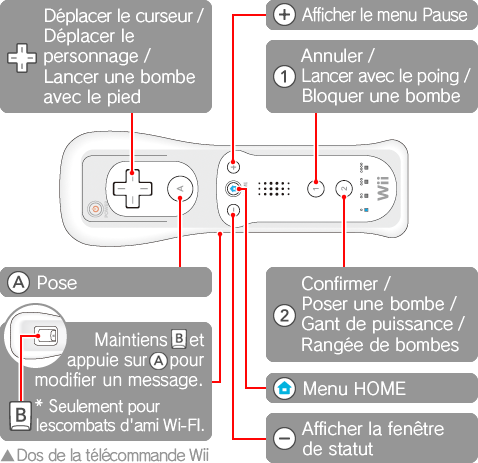 Déplacer le curseur /
Déplacer le
personnage /
Lancer une bombe
avec le pied
+ Afficher le menu Pause
Annuler /
1 Lancer avec le poing /
Bloquer une bombe
A
1
2
Wii
A Pose
Maintiens B et
appuie sur A pour
modifier un message.
B * Seulement pour
lescombats d'ami Wi-FI.
▲Dos de la télécommande Wii
Confirmer /
Poser une bombe /
2 Gant de puissance /
Rangée de bombes
Menu HOME
Afficher la fenêtre
− de statut